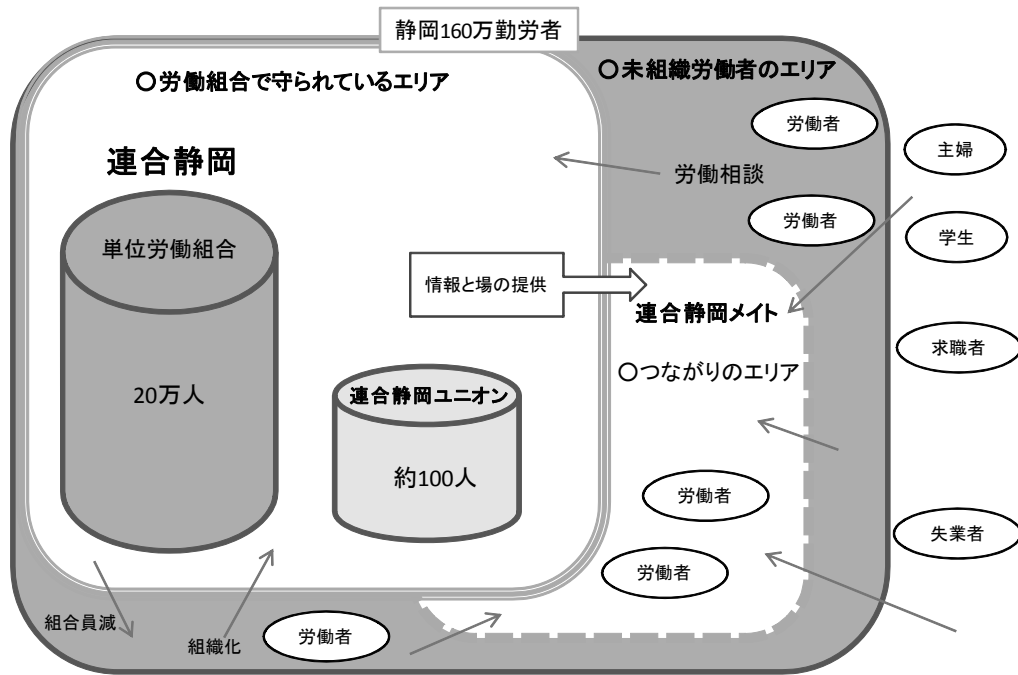 静岡160万勤労者
〇労働組合で守られているエリア
〇未組織労働者のエリア
労働者
主婦
連合静岡
労働相談
労働者
学生
単位労働組合
情報と場の提供
連合静岡メイト
求職者
〇つながりのエリア
20万人
連合静岡ユニオン
約100人
労働者
失業者
労働者
組合員減
組織化
労働者